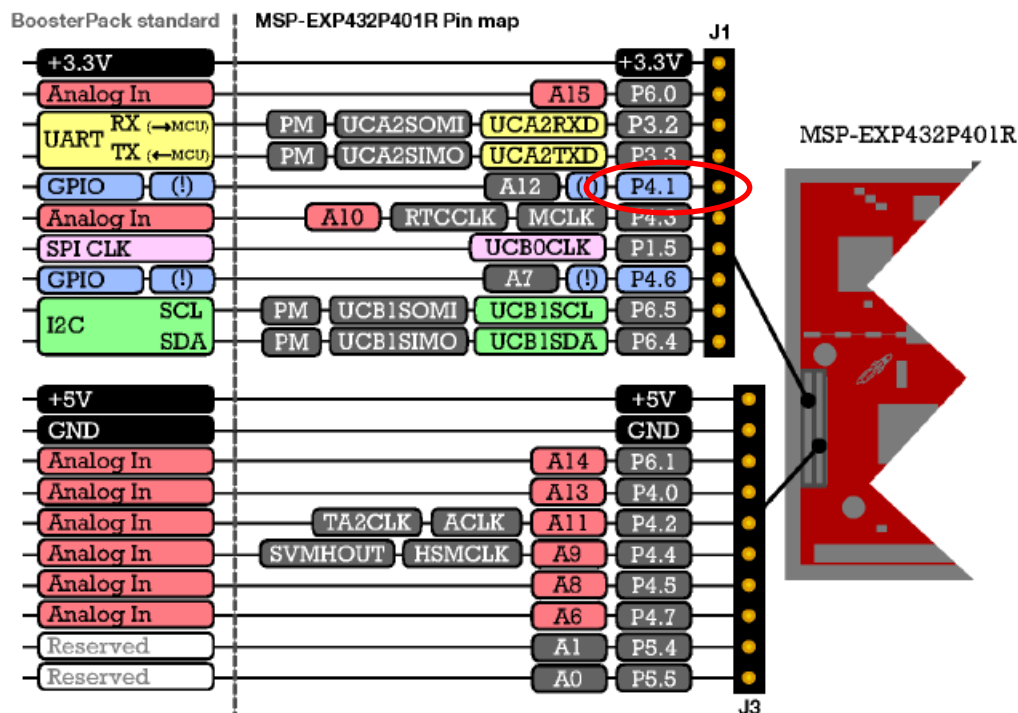 BoosterPack standard MSP-EXP432P401R Pin map
J1
+3.3V +3.3V
Analog In A15 P6.0
UART RX (→MCU) PM UCA2SOMI UCA2RXD P3.2
TX (←MCU) PM UCA2SIMO UCA2TXD P3.3
GPIO (!) A12 (!) P4.1
Analog In A10 RTCCLK MCLK P4.3
SPI CLK UCB0CLK P1.5
GPIO (!) A7 (!) P4.6
I2C SCL PM UCB1SOMI UCB1SCL P6.5
SDA PM UCB1SIMO UCB1SDA P6.4
MSP-EXP432P401R
+5V +5V
GND GND
Analog In A14 P6.1
Analog In A13 P4.0
Analog In TA2CLK ACLK A11 P4.2
Analog In SVMHOUT HSMCLK A9 P4.4
Analog In A8 P4.5
Analog In A6 P4.7
Reserved A1 P5.4
Reserved A0 P5.5
J3